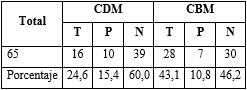 Total CDM CBM
T P N T P N
65 16 10 39 28 7 30
Porcentaje 24,6 15,4 60,0 43,1 10,8 46,2